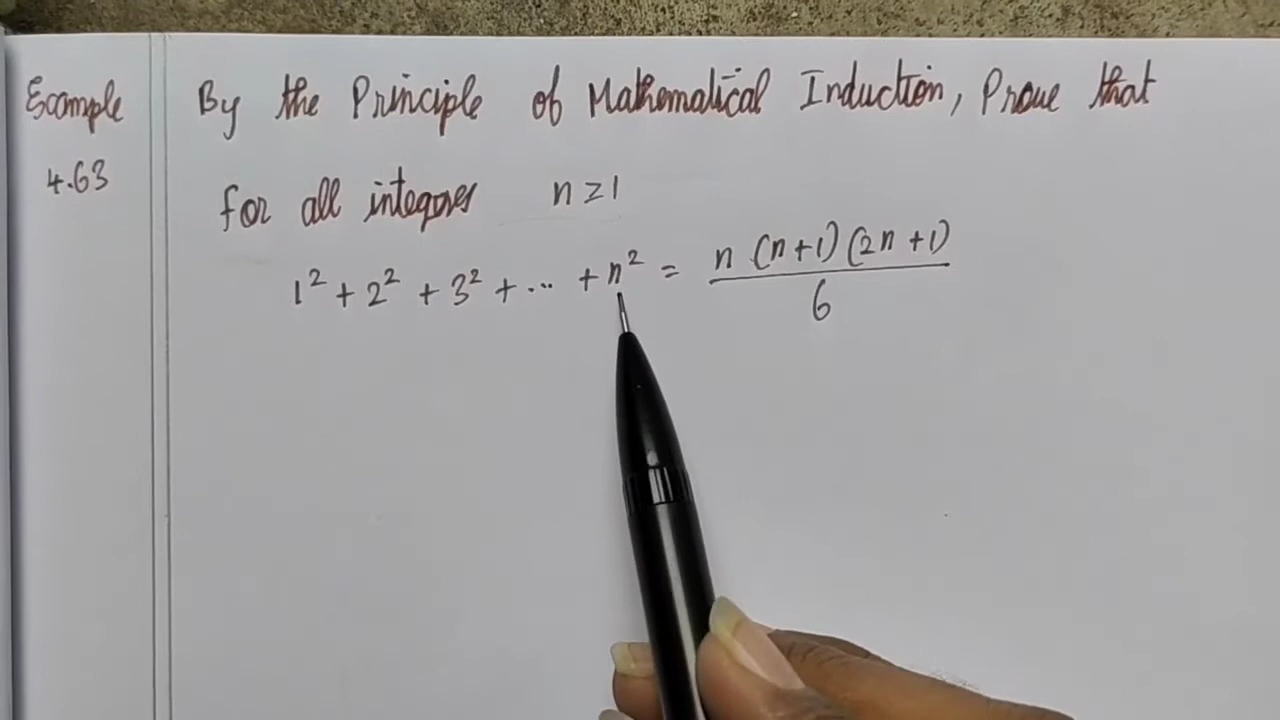 Example
4.63
By the Principle of Mathematical Induction, Prove that
for all integers n ≥ 1
1² + 2² + 3² + ... + n² = n (n+1) (2n+1) / 6